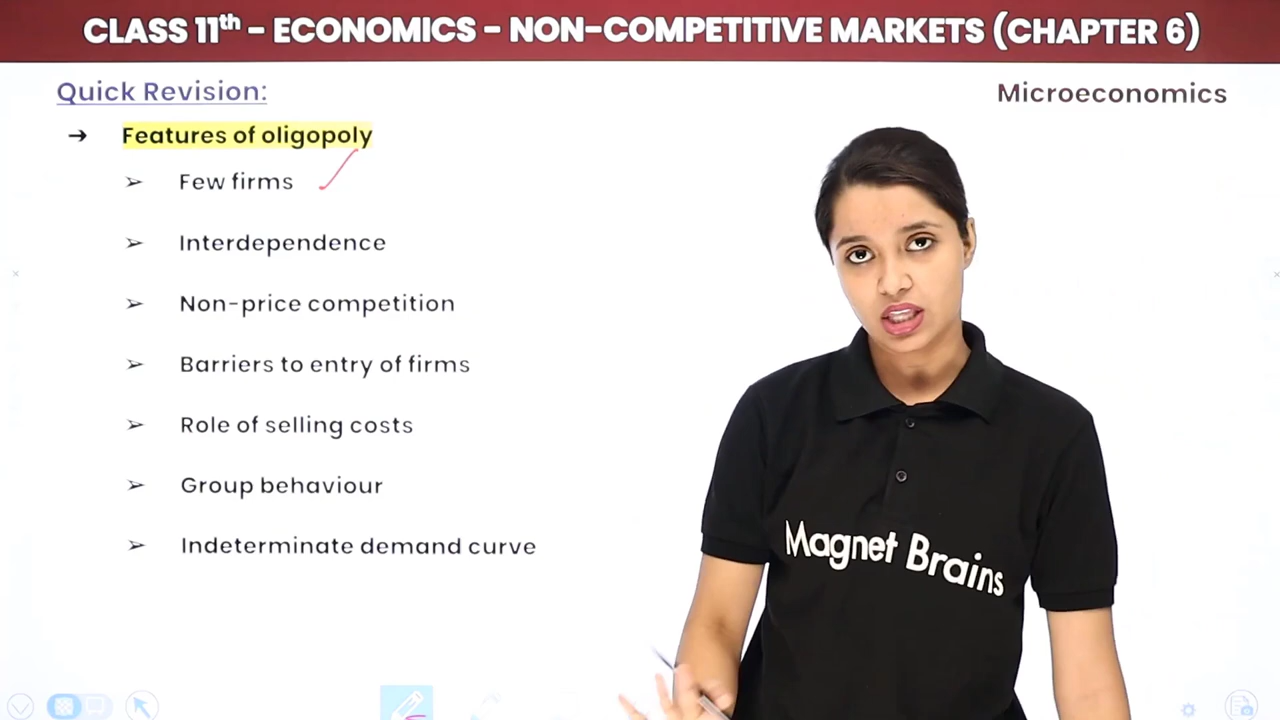 CLASS 11th - ECONOMICS - NON-COMPETITIVE MARKETS (CHAPTER 6)
Quick Revision:
Microeconomics
➔ Features of oligopoly
➢ Few firms
➢ Interdependence
➢ Non-price competition
➢ Barriers to entry of firms
➢ Role of selling costs
➢ Group behaviour
➢ Indeterminate demand curve
Magnet Brains